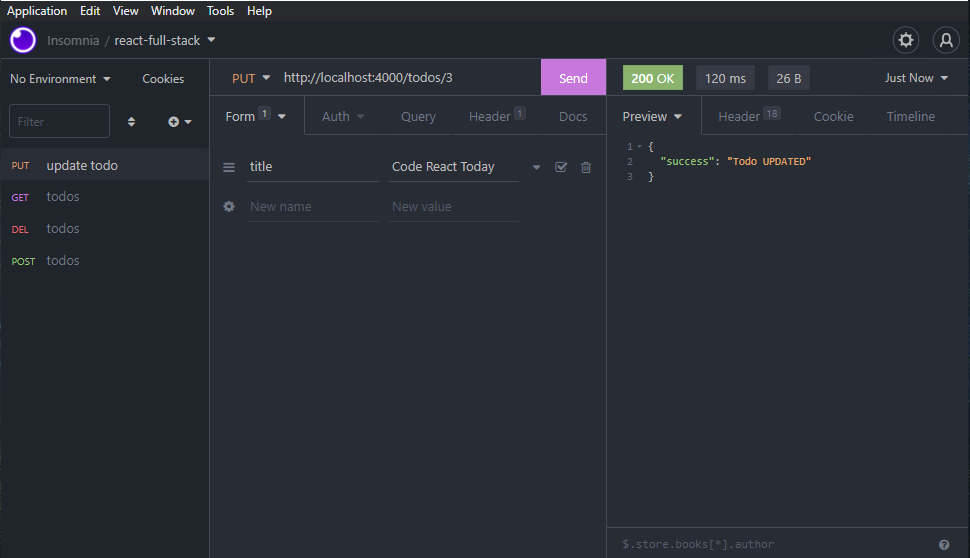 Application Edit View Window Tools Help
Insomnia / react-full-stack
No Environment Cookies
PUT http://localhost:4000/todos/3 Send
200 OK 120 ms 26 B Just Now
Filter
Form 1 Auth Query Header 1 Docs
Preview Header 18 Cookie Timeline
PUT update todo
GET todos
DEL todos
POST todos
title Code React Today
New name New value
1 {
2 "success": "Todo UPDATED"
3 }
$.store.books[*].author